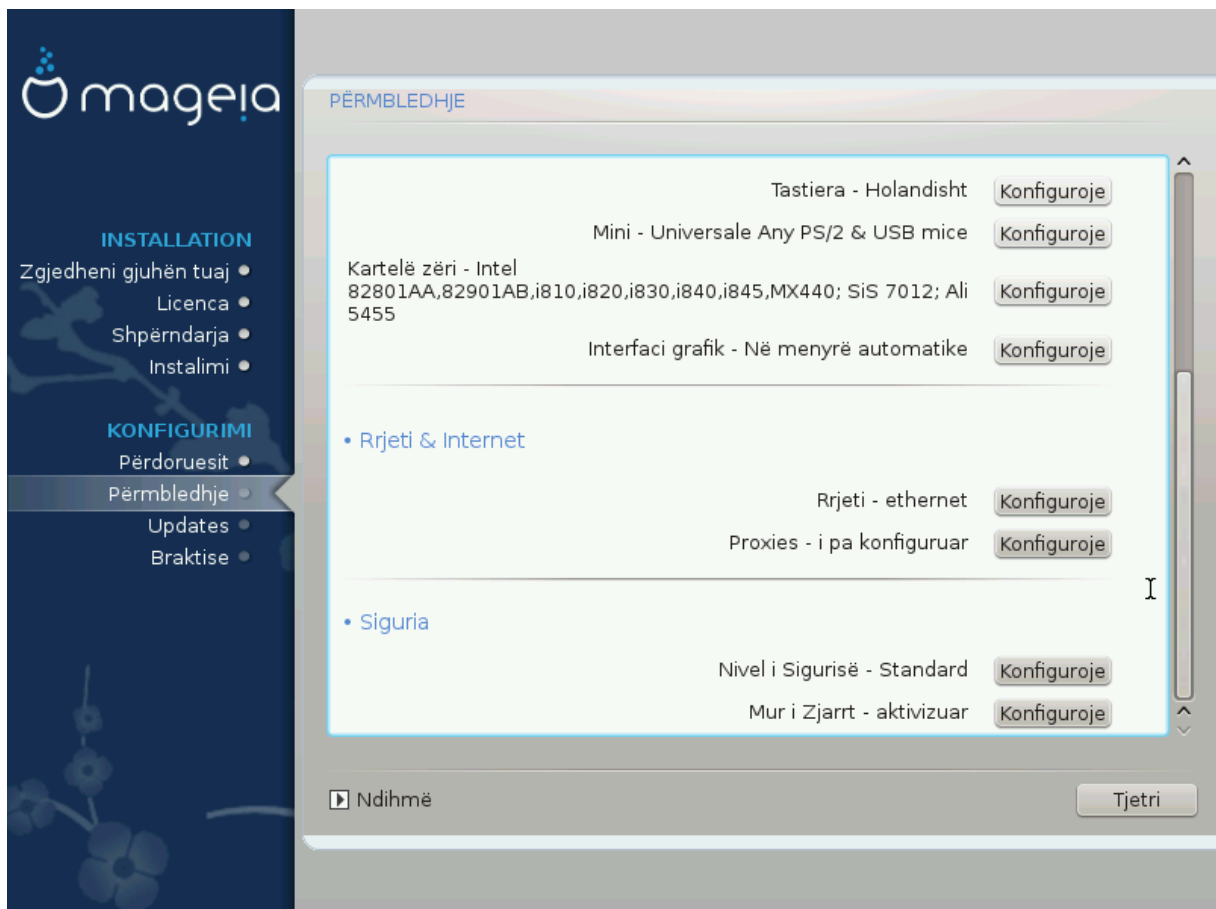 mageia
INSTALLATION
Zgjedheni gjuhën tuaj
Licenca
Shpërndarja
Instalimi
KONFIGURIMI
Përdoruesit
Përmbledhje
Updates
Braktise
PËRMBLEDHJE
Tastiera - Holandisht Konfiguroje
Mini - Universale Any PS/2 & USB mice Konfiguroje
Kartelë zëri - Intel
82801AA,82901AB,i810,i820,i830,i840,i845,MX440; SiS 7012; Ali Konfiguroje
5455
Interfaci grafik - Në menyrë automatike Konfiguroje
• Rrjeti & Internet
Rrjeti - ethernet Konfiguroje
Proxies - i pa konfiguruar Konfiguroje
• Siguria
Nivel i Sigurisë - Standard Konfiguroje
Mur i Zjarrt - aktivizuar Konfiguroje
Ndihmë
Tjetri